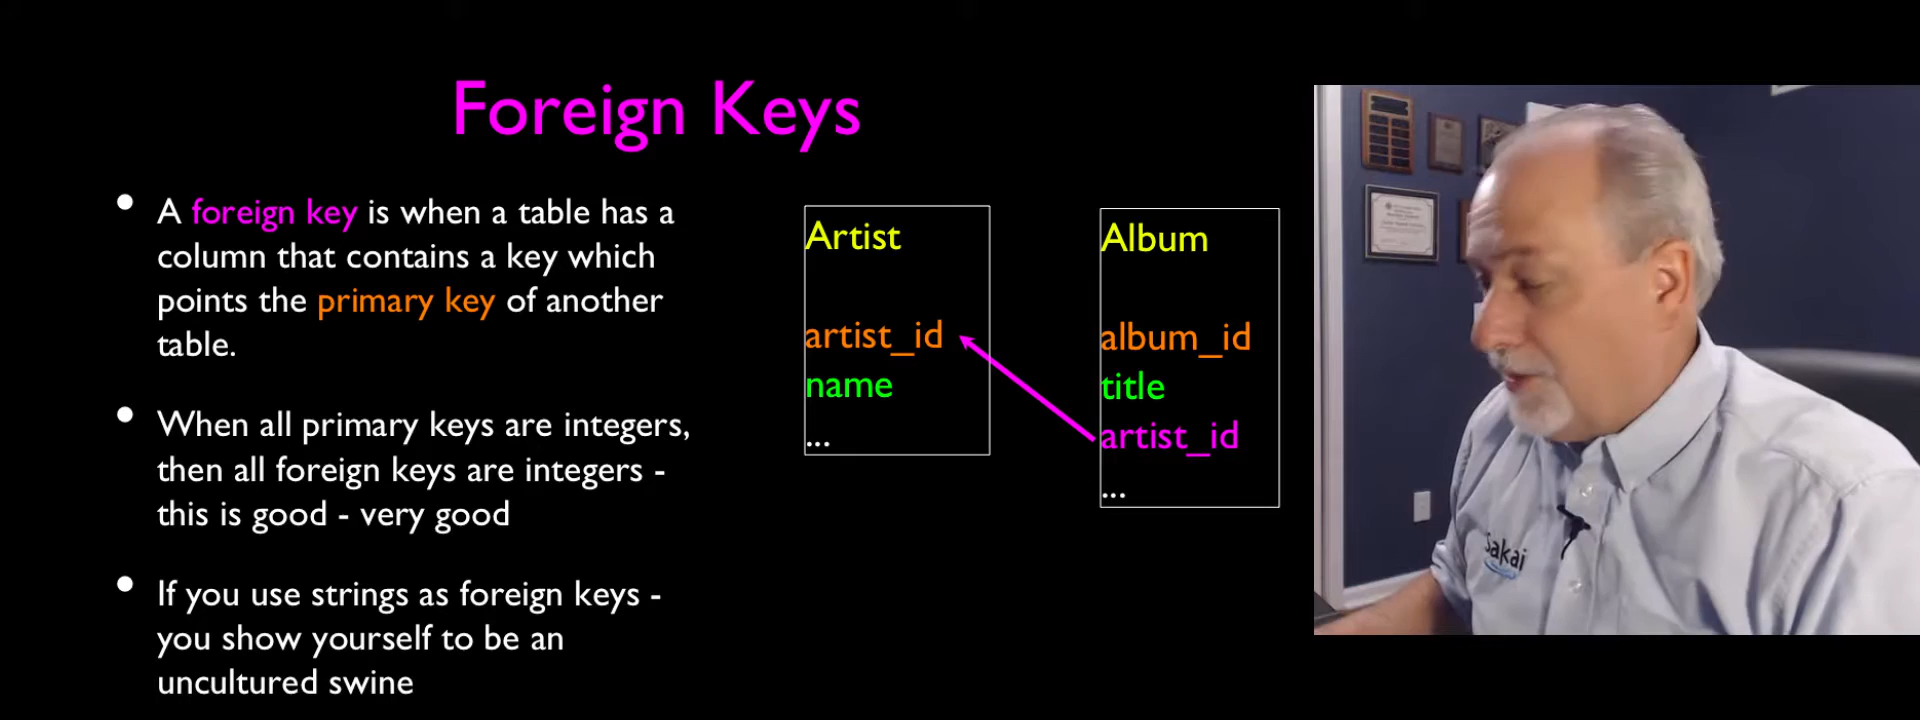 Foreign Keys
• A foreign key is when a table has a
column that contains a key which
points the primary key of another
table.
• When all primary keys are integers,
then all foreign keys are integers -
this is good - very good
• If you use strings as foreign keys -
you show yourself to be an
uncultured swine
Artist
artist_id
name
...
Album
album_id
title
artist_id
...
Sakai